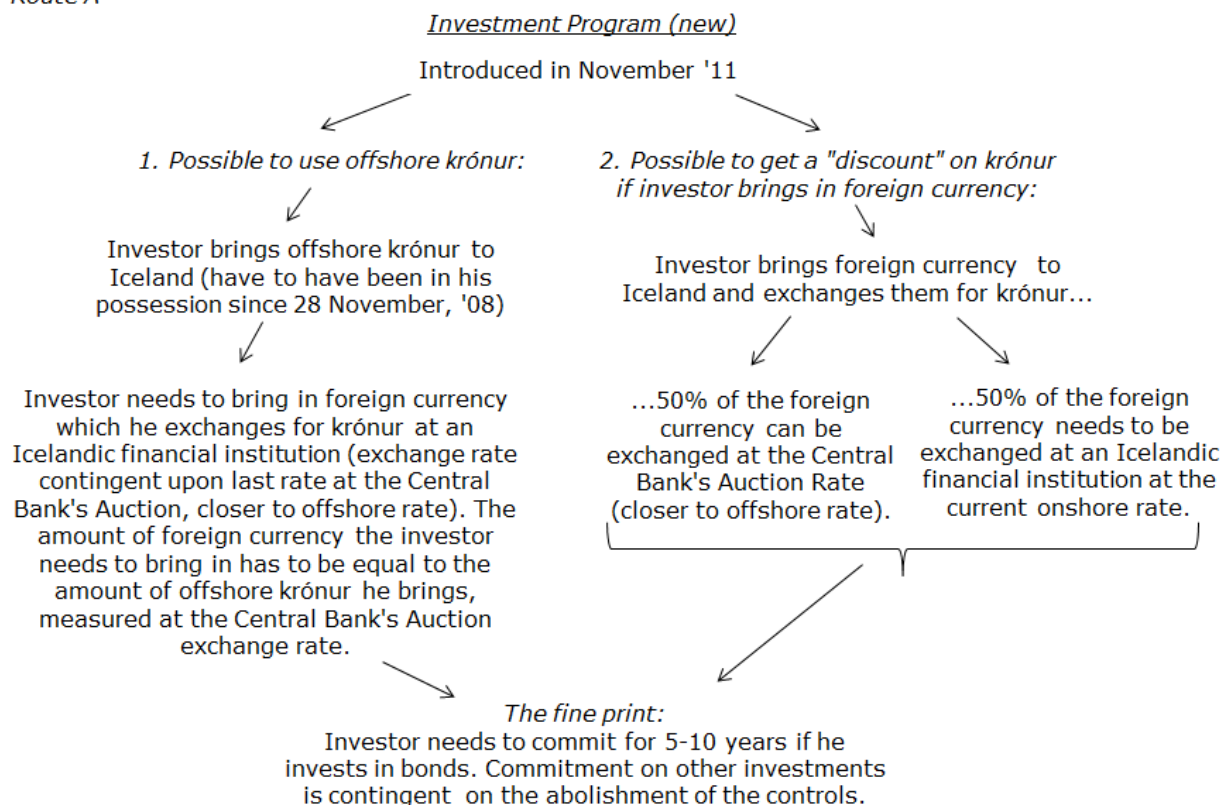 Route A
Investment Program (new)
Introduced in November '11
1. Possible to use offshore krónur:
Investor brings offshore krónur to
Iceland (have to have been in his
possession since 28 November, '08)
Investor needs to bring in foreign currency
which he exchanges for krónur at an
Icelandic financial institution (exchange rate
contingent upon last rate at the Central
Bank's Auction, closer to offshore rate). The
amount of foreign currency the investor
needs to bring in has to be equal to the
amount of offshore krónur he brings,
measured at the Central Bank's Auction
exchange rate.
2. Possible to get a "discount" on krónur
if investor brings in foreign currency:
Investor brings foreign currency to
Iceland and exchanges them for krónur...
...50% of the foreign
currency can be
exchanged at the Central
Bank's Auction Rate
(closer to offshore rate).
...50% of the foreign
currency needs to be
exchanged at an Icelandic
financial institution at the
current onshore rate.
The fine print:
Investor needs to commit for 5-10 years if he
invests in bonds. Commitment on other investments
is contingent on the abolishment of the controls.